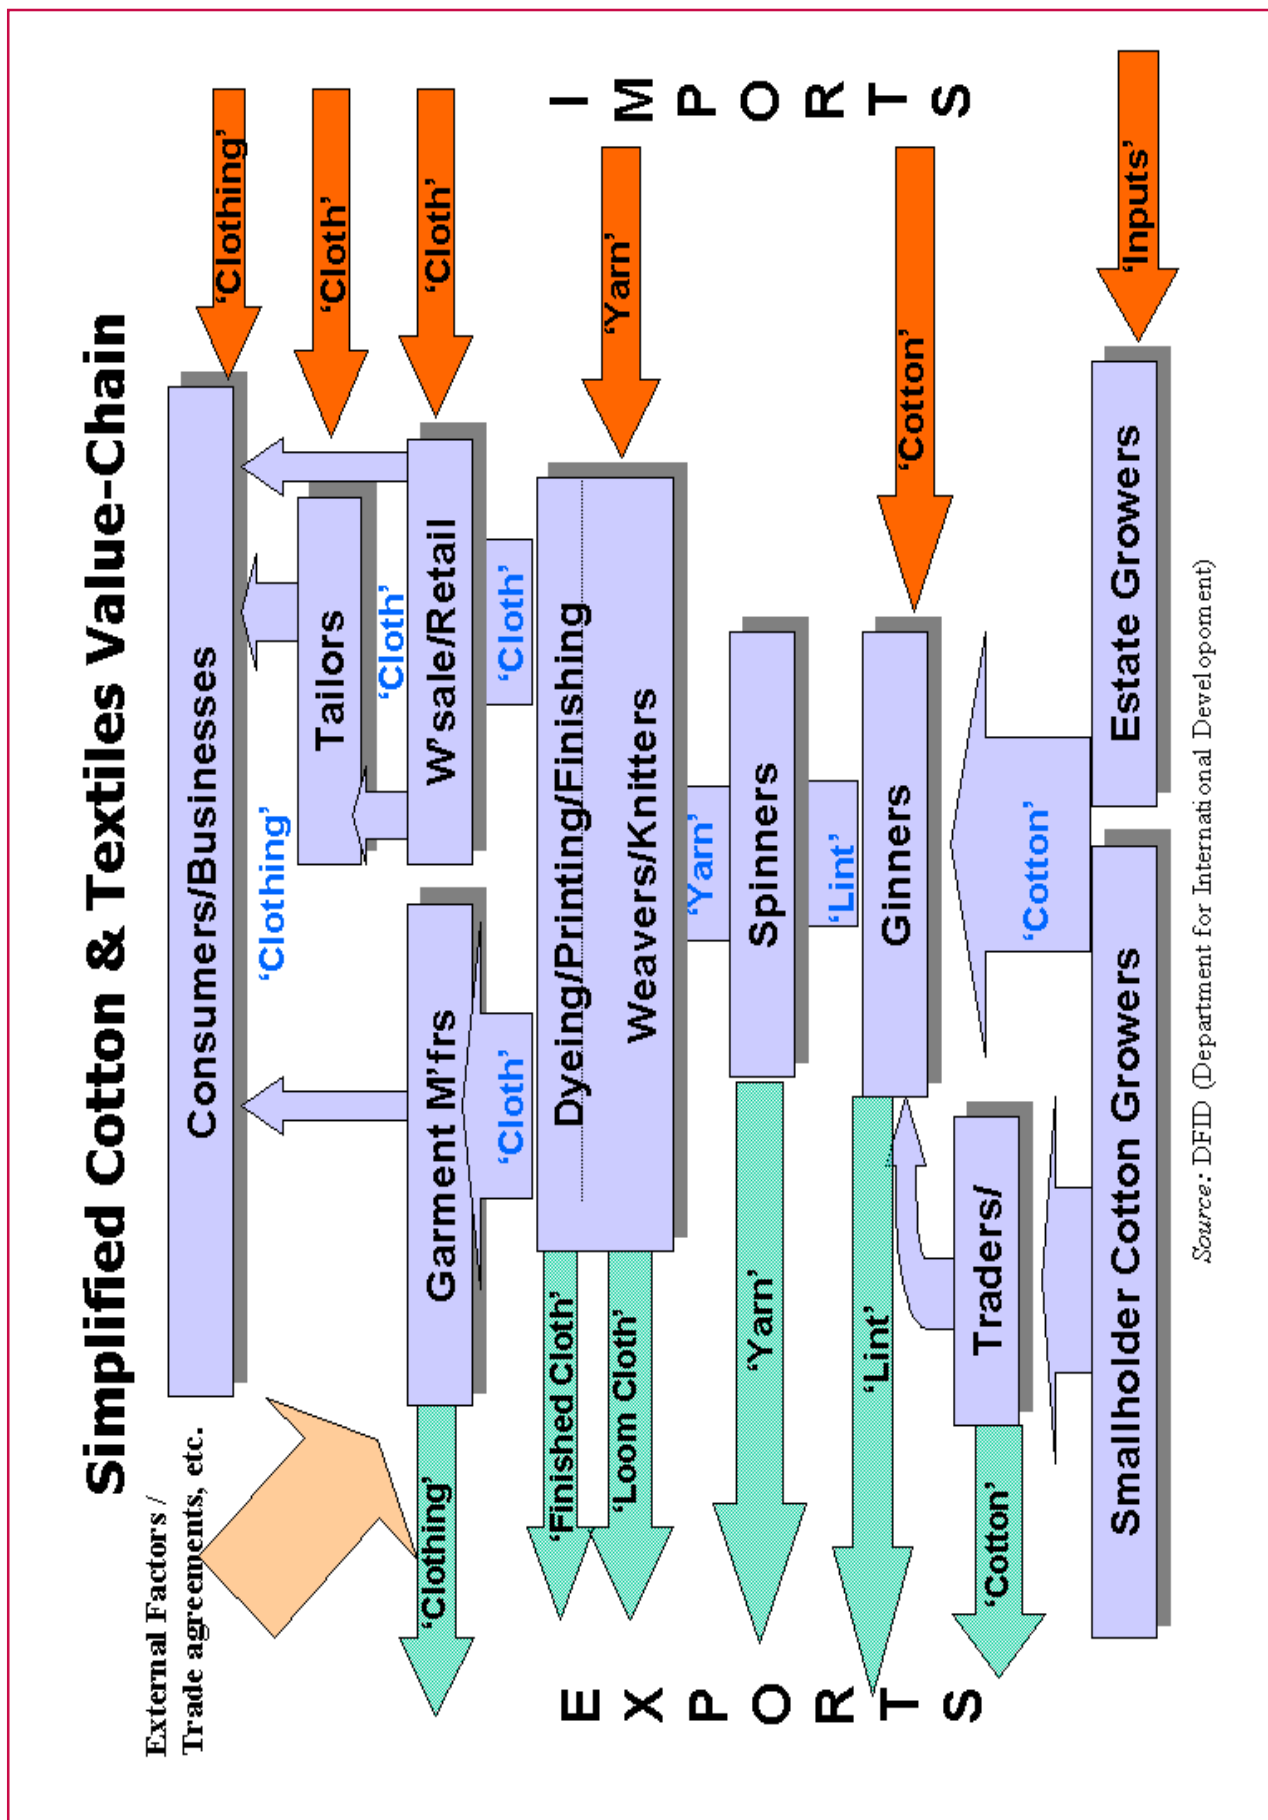 Simplified Cotton & Textiles Value-Chain
External Factors /
Trade agreements, etc.
Consumers/Businesses
‘Clothing’
‘Clothing’
Tailors
‘Cloth’
‘Cloth’
‘Clothing’
Garment M’frs
W’sale/Retail
‘Cloth’
‘Cloth’
‘Cloth’
‘Finished Cloth’
Dyeing/Printing/Finishing
‘Loom Cloth’
Weavers/Knitters
‘Yarn’
‘Yarn’
‘Yarn’
Spinners
‘Lint’
‘Lint’
Ginners
‘Cotton’
‘Cotton’
Traders/
‘Cotton’
Smallholder Cotton Growers
Estate Growers
‘Inputs’
EXPORTS
IMPORTS
Source: DFID (Department for International Developoment)